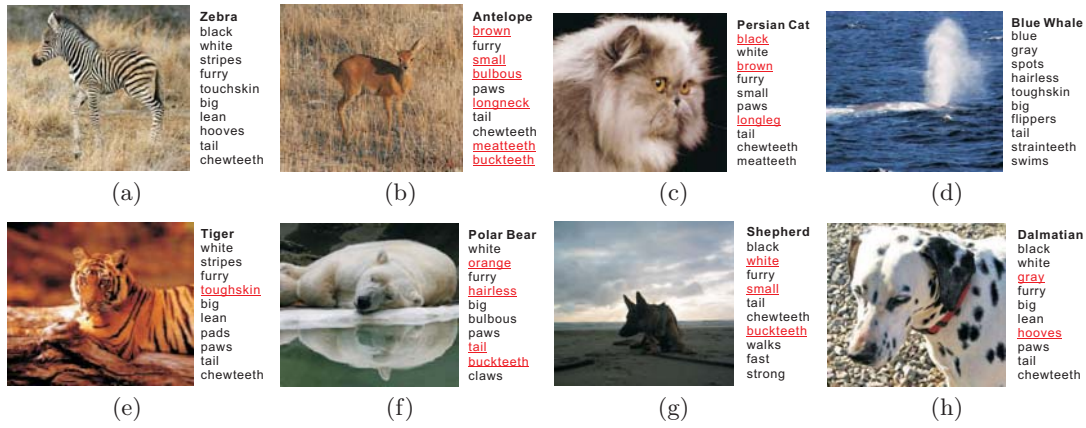 Zebra
black
white
stripes
furry
touchskin
big
lean
hooves
tail
chewteeth
(a)
Antelope
brown
furry
small
bulbous
paws
longneck
tail
chewteeth
meatteeth
buckteeth
(b)
Persian Cat
black
white
brown
furry
small
paws
longleg
tail
chewteeth
meatteeth
(c)
Blue Whale
blue
gray
spots
hairless
toughskin
big
flippers
tail
strainteeth
swims
(d)
Tiger
white
stripes
furry
toughskin
big
lean
pads
paws
tail
chewteeth
(e)
Polar Bear
white
orange
furry
hairless
big
bulbous
paws
tail
buckteeth
claws
(f)
Shepherd
black
white
furry
small
tail
chewteeth
buckteeth
walks
fast
strong
(g)
Dalmatian
black
white
gray
furry
big
lean
hooves
paws
tail
chewteeth
(h)